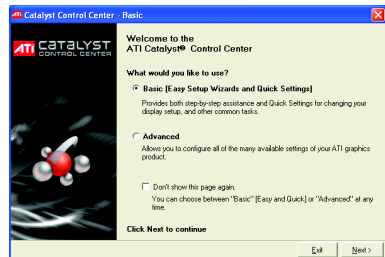 ATI Catalyst Control Center - Basic
ATI CATALYST
CONTROL CENTER
Welcome to the
ATI Catalyst® Control Center
What would you like to use?
Basic [Easy Setup Wizards and Quick Settings]
Provides both step-by-step assistance and Quick Settings for changing your
display setup, and other common tasks.
Advanced
Allows you to configure all of the many available settings of your ATI graphics
product.
Don't show this page again.
You can choose between "Basic" [Easy and Quick] or "Advanced" at any
time.
Click Next to continue
Exit
Next >